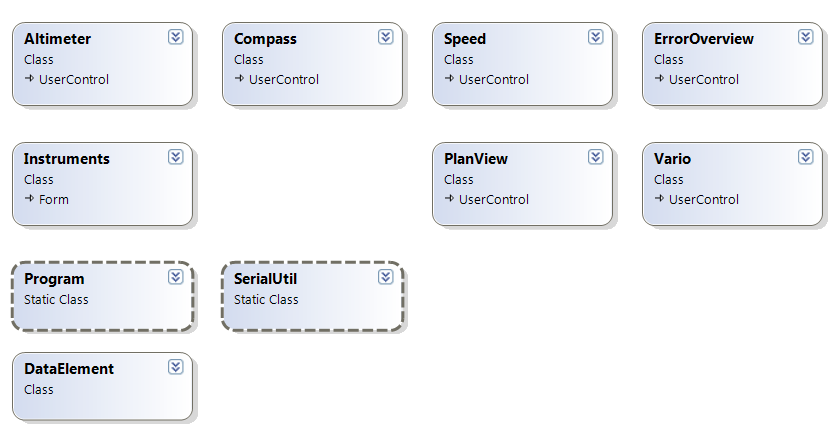 Altimeter
Class
UserControl
Compass
Class
UserControl
Speed
Class
UserControl
ErrorOverview
Class
UserControl
Instruments
Class
Form
PlanView
Class
UserControl
Vario
Class
UserControl
Program
Static Class
SerialUtil
Static Class
DataElement
Class